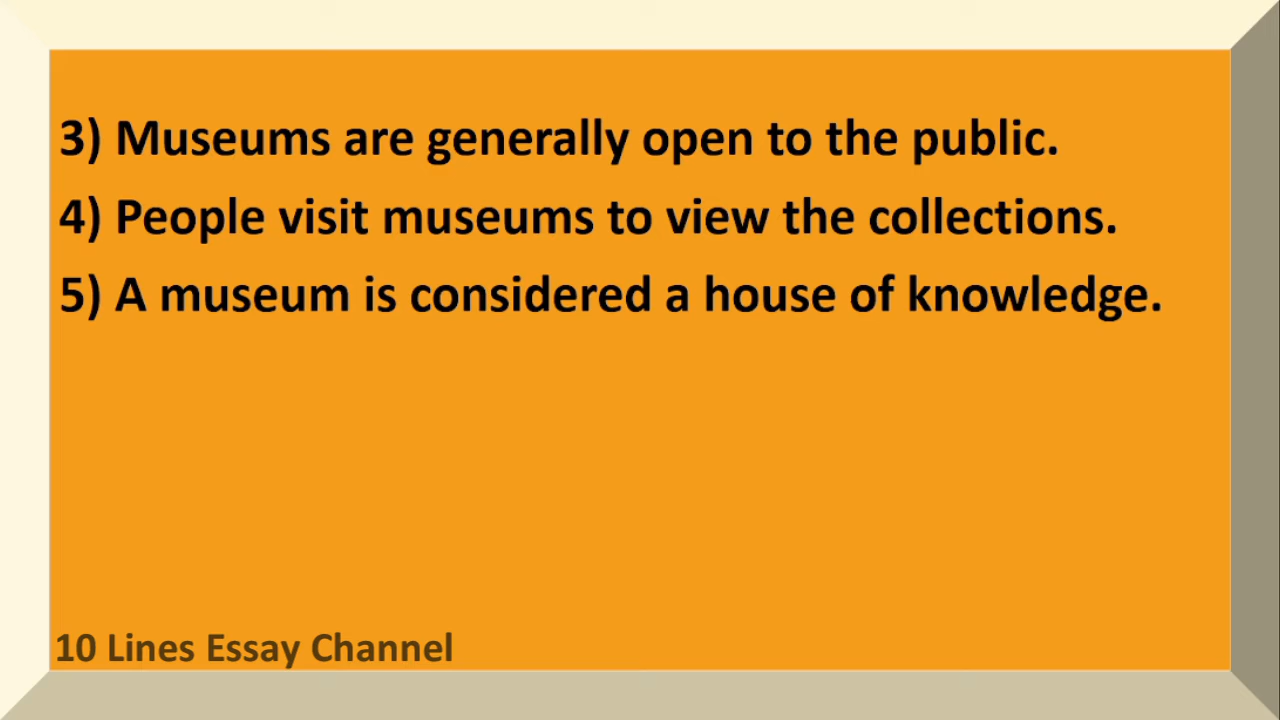 3) Museums are generally open to the public.
4) People visit museums to view the collections.
5) A museum is considered a house of knowledge.
10 Lines Essay Channel